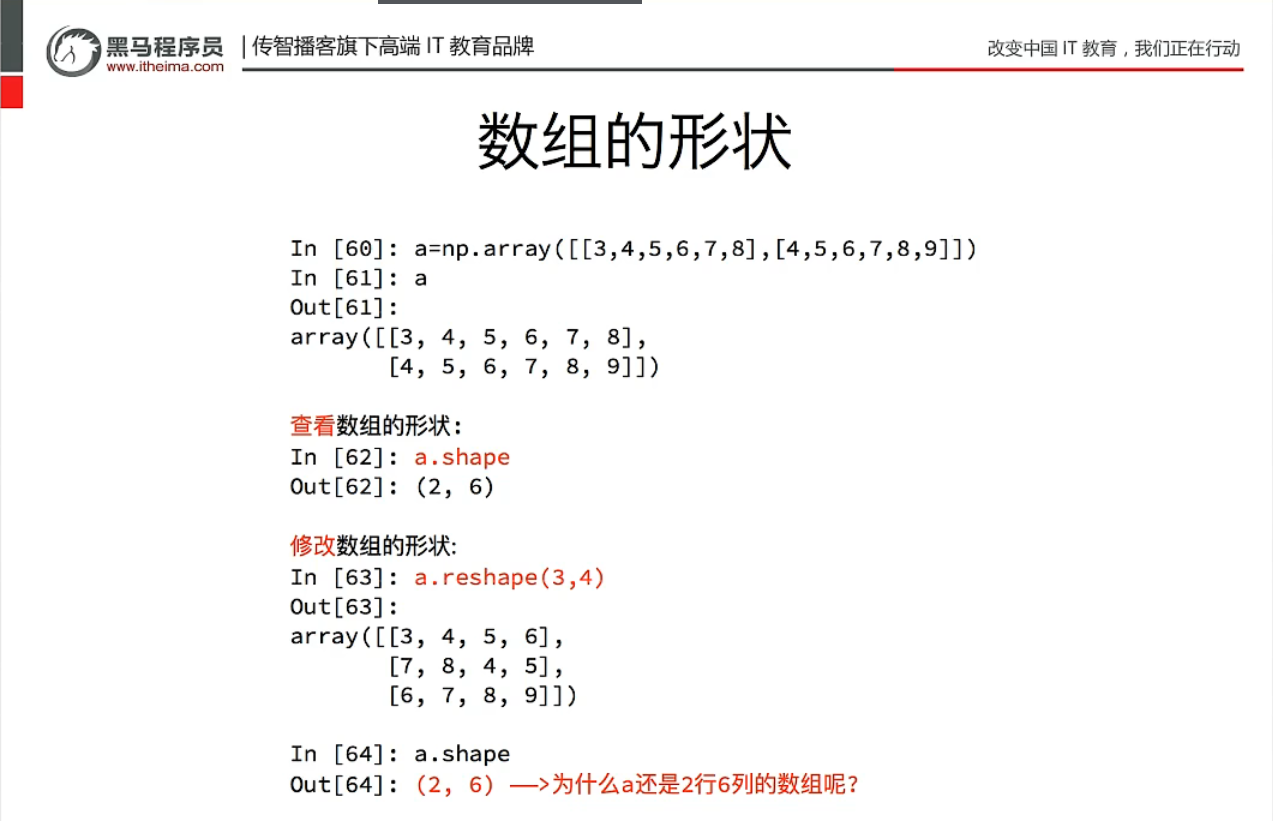 黑马程序员
www.itheima.com
传智播客旗下高端 IT 教育品牌
改变中国 IT 教育，我们正在行动
数组的形状
In [60]: a=np.array([[3,4,5,6,7,8],[4,5,6,7,8,9]])
In [61]: a
Out[61]:
array([[3, 4, 5, 6, 7, 8],
       [4, 5, 6, 7, 8, 9]])
查看数组的形状:
In [62]: a.shape
Out[62]: (2, 6)
修改数组的形状:
In [63]: a.reshape(3,4)
Out[63]:
array([[3, 4, 5, 6],
       [7, 8, 4, 5],
       [6, 7, 8, 9]])
In [64]: a.shape
Out[64]: (2, 6) ——>为什么a还是2行6列的数组呢?